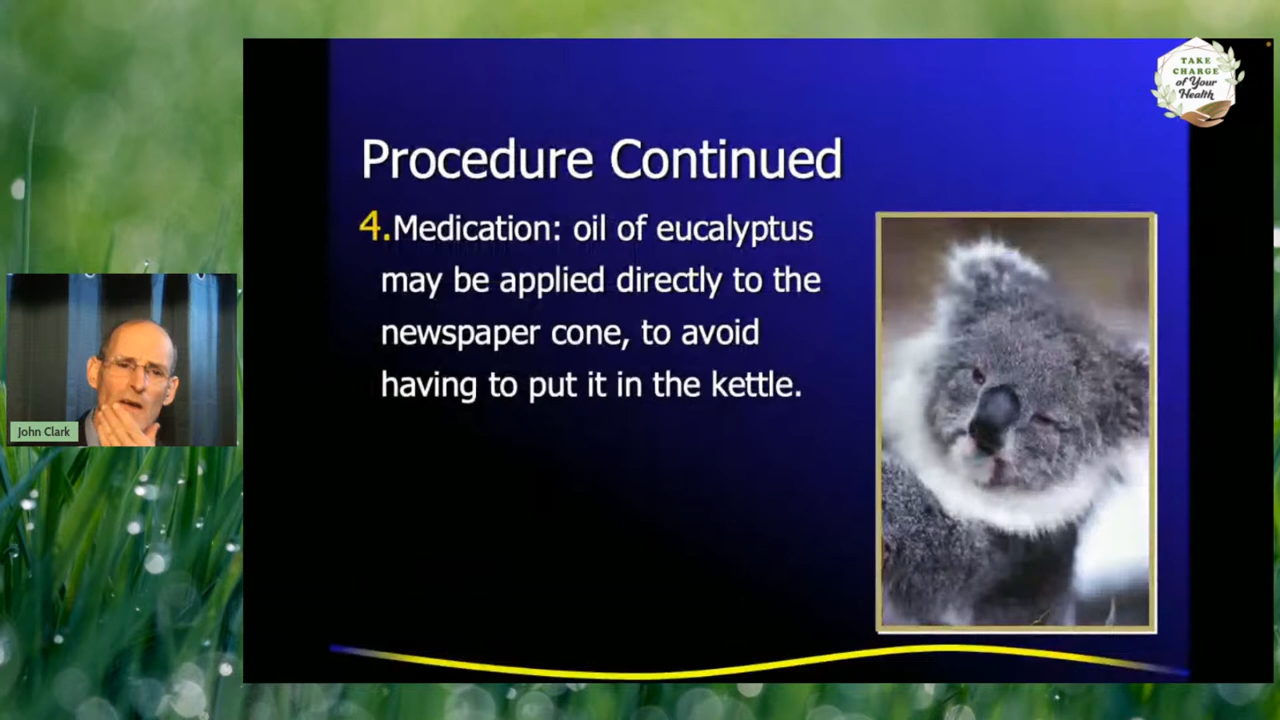 TAKE
CHARGE
of Your
Health
Procedure Continued
4.Medication: oil of eucalyptus
may be applied directly to the
newspaper cone, to avoid
having to put it in the kettle.
John Clark